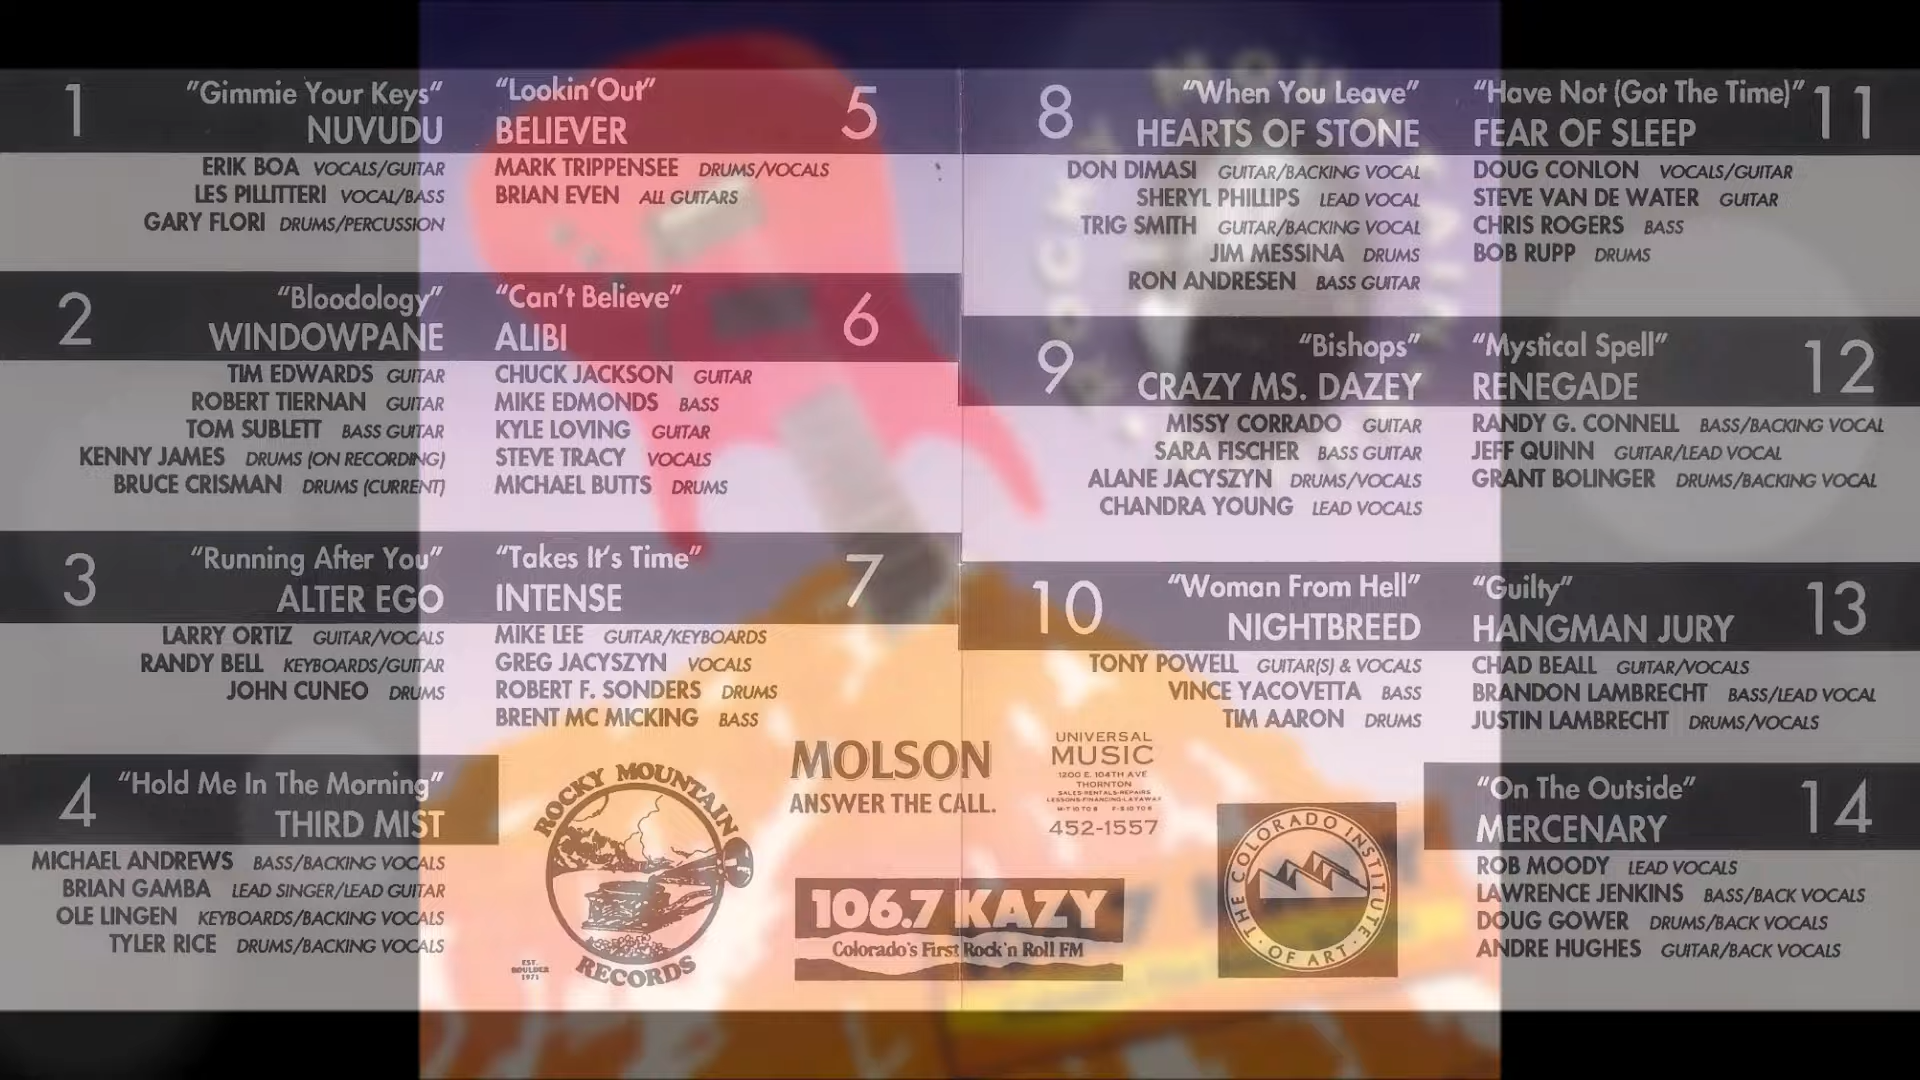 1
"Gimmie Your Keys"
NUVUDU
ERIK BOA VOCALS/GUITAR
LES PILLITTERI VOCAL/BASS
GARY FLORI DRUMS/PERCUSSION
2
"Bloodology"
WINDOWPANE
TIM EDWARDS GUITAR
ROBERT TIERNAN GUITAR
TOM SUBLETT BASS GUITAR
KENNY JAMES DRUMS (ON RECORDING)
BRUCE CRISMAN DRUMS (CURRENT)
3
"Running After You"
ALTER EGO
LARRY ORTIZ GUITAR/VOCALS
RANDY BELL KEYBOARDS/GUITAR
JOHN CUNEO DRUMS
4
"Hold Me In The Morning"
THIRD MIST
MICHAEL ANDREWS BASS/BACKING VOCALS
BRIAN GAMBA LEAD SINGER/LEAD GUITAR
OLE LINGEN KEYBOARDS/BACKING VOCALS
TYLER RICE DRUMS/BACKING VOCALS
"Lookin'Out"
5
BELIEVER
MARK TRIPPENSEE DRUMS/VOCALS
BRIAN EVEN ALL GUITARS
"Can't Believe"
6
ALIBI
CHUCK JACKSON GUITAR
MIKE EDMONDS BASS
KYLE LOVING GUITAR
STEVE TRACY VOCALS
MICHAEL BUTTS DRUMS
"Takes It's Time"
7
INTENSE
MIKE LEE GUITAR/KEYBOARDS
GREG JACYSZYN VOCALS
ROBERT F. SONDERS DRUMS
BRENT MC MICKING BASS
8
"When You Leave"
HEARTS OF STONE
DON DIMASI GUITAR/BACKING VOCAL
SHERYL PHILLIPS LEAD VOCAL
TRIG SMITH GUITAR/BACKING VOCAL
JIM MESSINA DRUMS
RON ANDRESEN BASS GUITAR
9
"Bishops"
CRAZY MS. DAZEY
MISSY CORRADO GUITAR
SARA FISCHER BASS GUITAR
ALANE JACYSZYN DRUMS/VOCALS
CHANDRA YOUNG LEAD VOCALS
10
"Woman From Hell"
NIGHTBREED
TONY POWELL GUITAR(S) & VOCALS
VINCE YACOVETTA BASS
TIM AARON DRUMS
"Have Not (Got The Time)"
11
FEAR OF SLEEP
DOUG CONLON VOCALS/GUITAR
STEVE VAN DE WATER GUITAR
CHRIS ROGERS BASS
BOB RUPP DRUMS
"Mystical Spell"
12
RENEGADE
RANDY G. CONNELL BASS/BACKING VOCAL
JEFF QUINN GUITAR/LEAD VOCAL
GRANT BOLINGER DRUMS/BACKING VOCAL
"Guilty"
13
HANGMAN JURY
CHAD BEALL GUITAR/VOCALS
BRANDON LAMBRECHT BASS/LEAD VOCAL
JUSTIN LAMBRECHT DRUMS/VOCALS
"On The Outside"
14
MERCENARY
ROB MOODY LEAD VOCALS
LAWRENCE JENKINS BASS/BACK VOCALS
DOUG GOWER DRUMS/BACK VOCALS
ANDRE HUGHES GUITAR/BACK VOCALS
ROCKY MOUNTAIN
RECORDS
EST.
BOULDER
1971
MOLSON
ANSWER THE CALL.
UNIVERSAL
MUSIC
1200 E. 104TH AVE
THORNTON
SALES-RENTALS-REPAIRS
LESSONS-FINANCING-LAYAWAY
452-1557
106.7 KAZY
Colorado's First Rock'n Roll FM
THE COLORADO INSTITUTE
OF ART